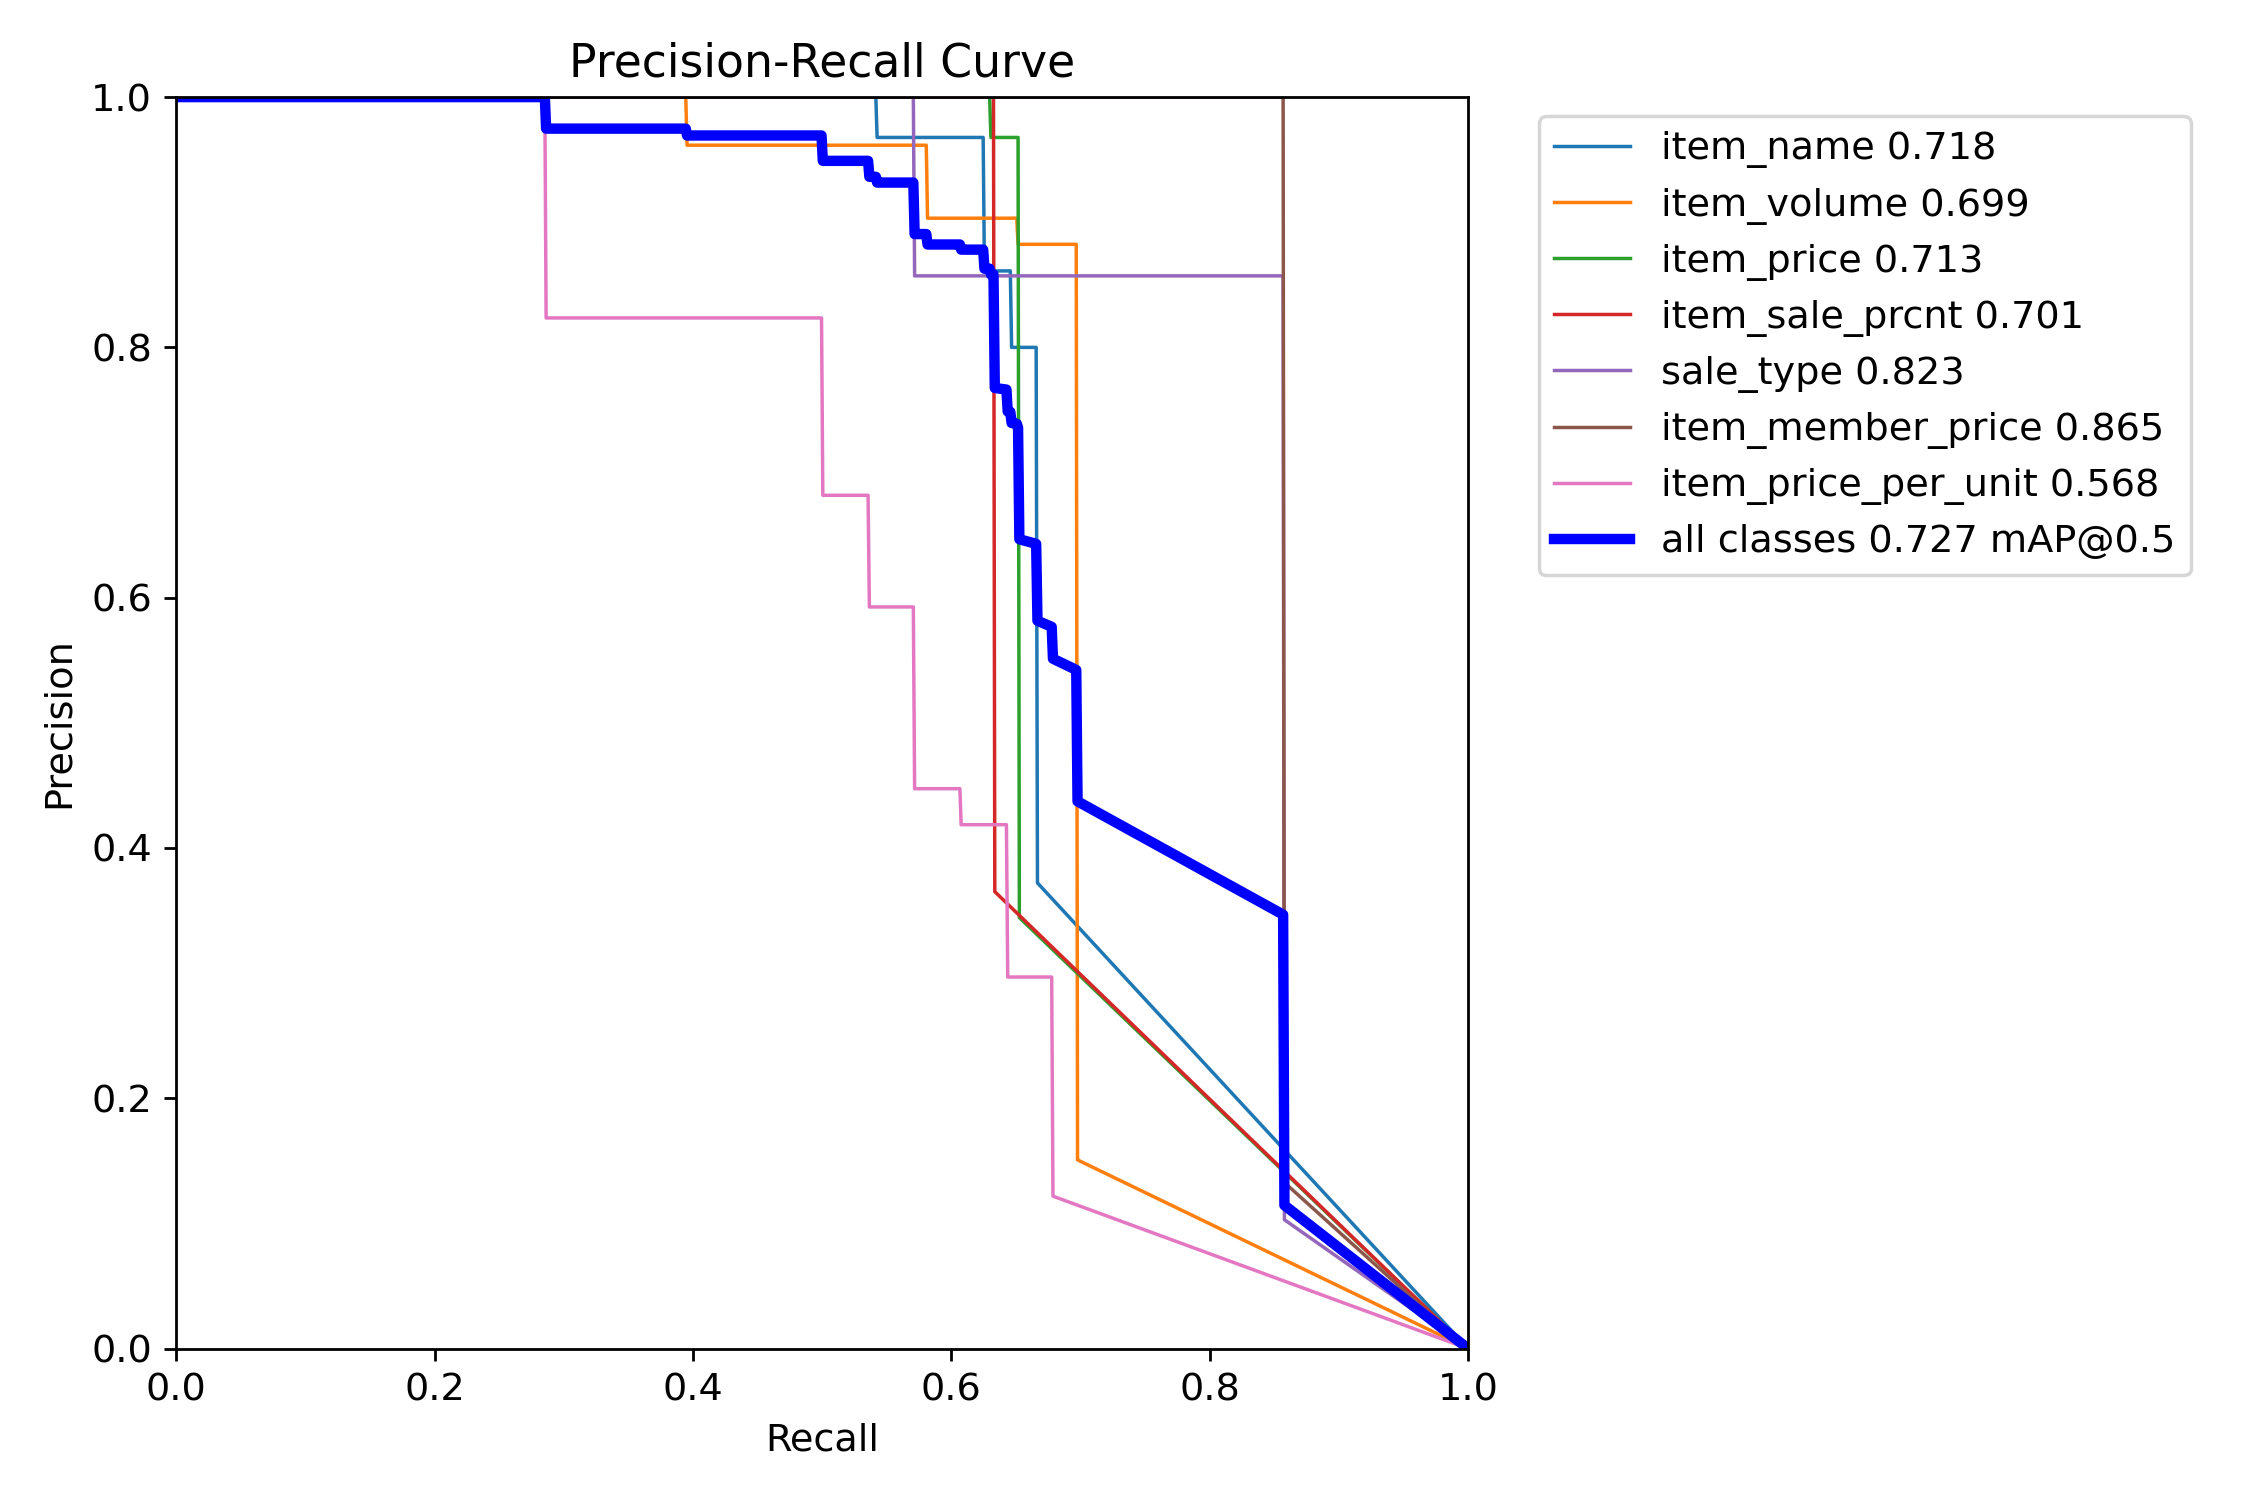 Precision-Recall Curve
1.0
0.8
0.6
0.4
0.2
0.0
Precision
0.0 0.2 0.4 0.6 0.8 1.0
Recall
item_name 0.718
item_volume 0.699
item_price 0.713
item_sale_prcnt 0.701
sale_type 0.823
item_member_price 0.865
item_price_per_unit 0.568
all classes 0.727 mAP@0.5